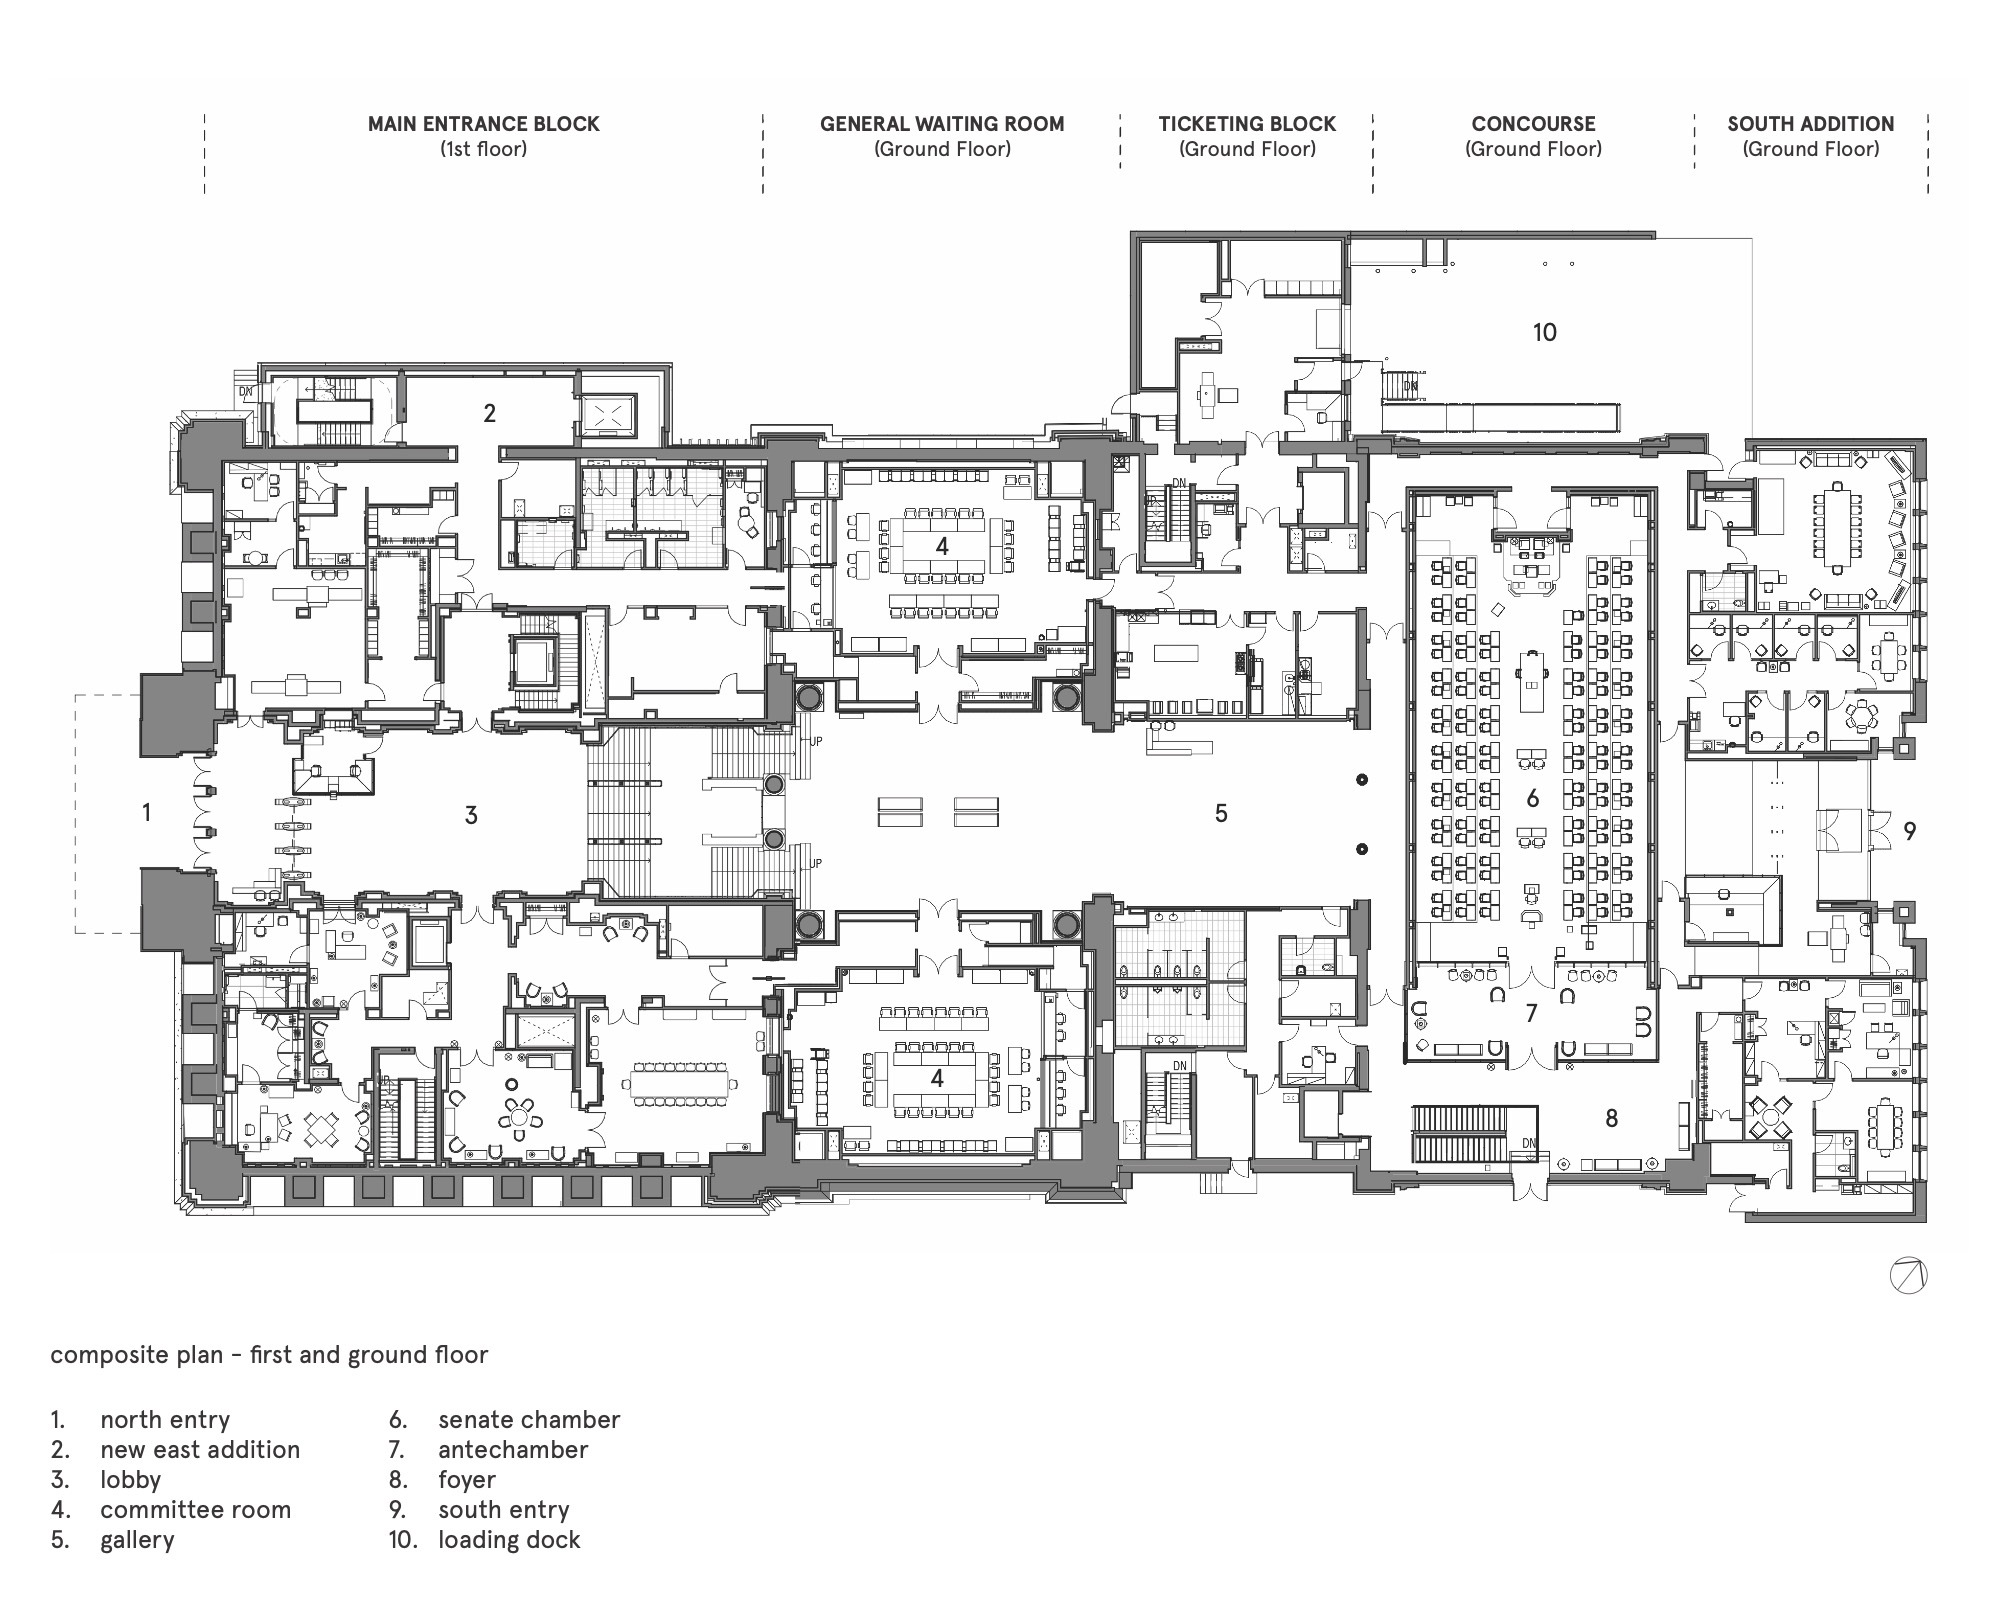 MAIN ENTRANCE BLOCK
(1st floor)
GENERAL WAITING ROOM
(Ground Floor)
TICKETING BLOCK
(Ground Floor)
CONCOURSE
(Ground Floor)
SOUTH ADDITION
(Ground Floor)
10
DN
DN
2
DN
UP
4
UP
1
3
5
6
9
UP
7
4
DN
UP
8
DN
composite plan - first and ground floor
1. north entry
2. new east addition
3. lobby
4. committee room
5. gallery
6. senate chamber
7. antechamber
8. foyer
9. south entry
10. loading dock